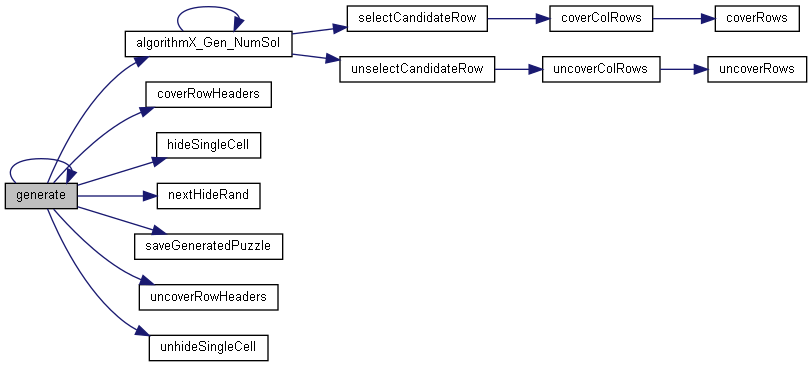 generate
algorithmX_Gen_NumSol
selectCandidateRow
coverColRows
coverRows
unselectCandidateRow
uncoverColRows
uncoverRows
coverRowHeaders
hideSingleCell
nextHideRand
saveGeneratedPuzzle
uncoverRowHeaders
unhideSingleCell